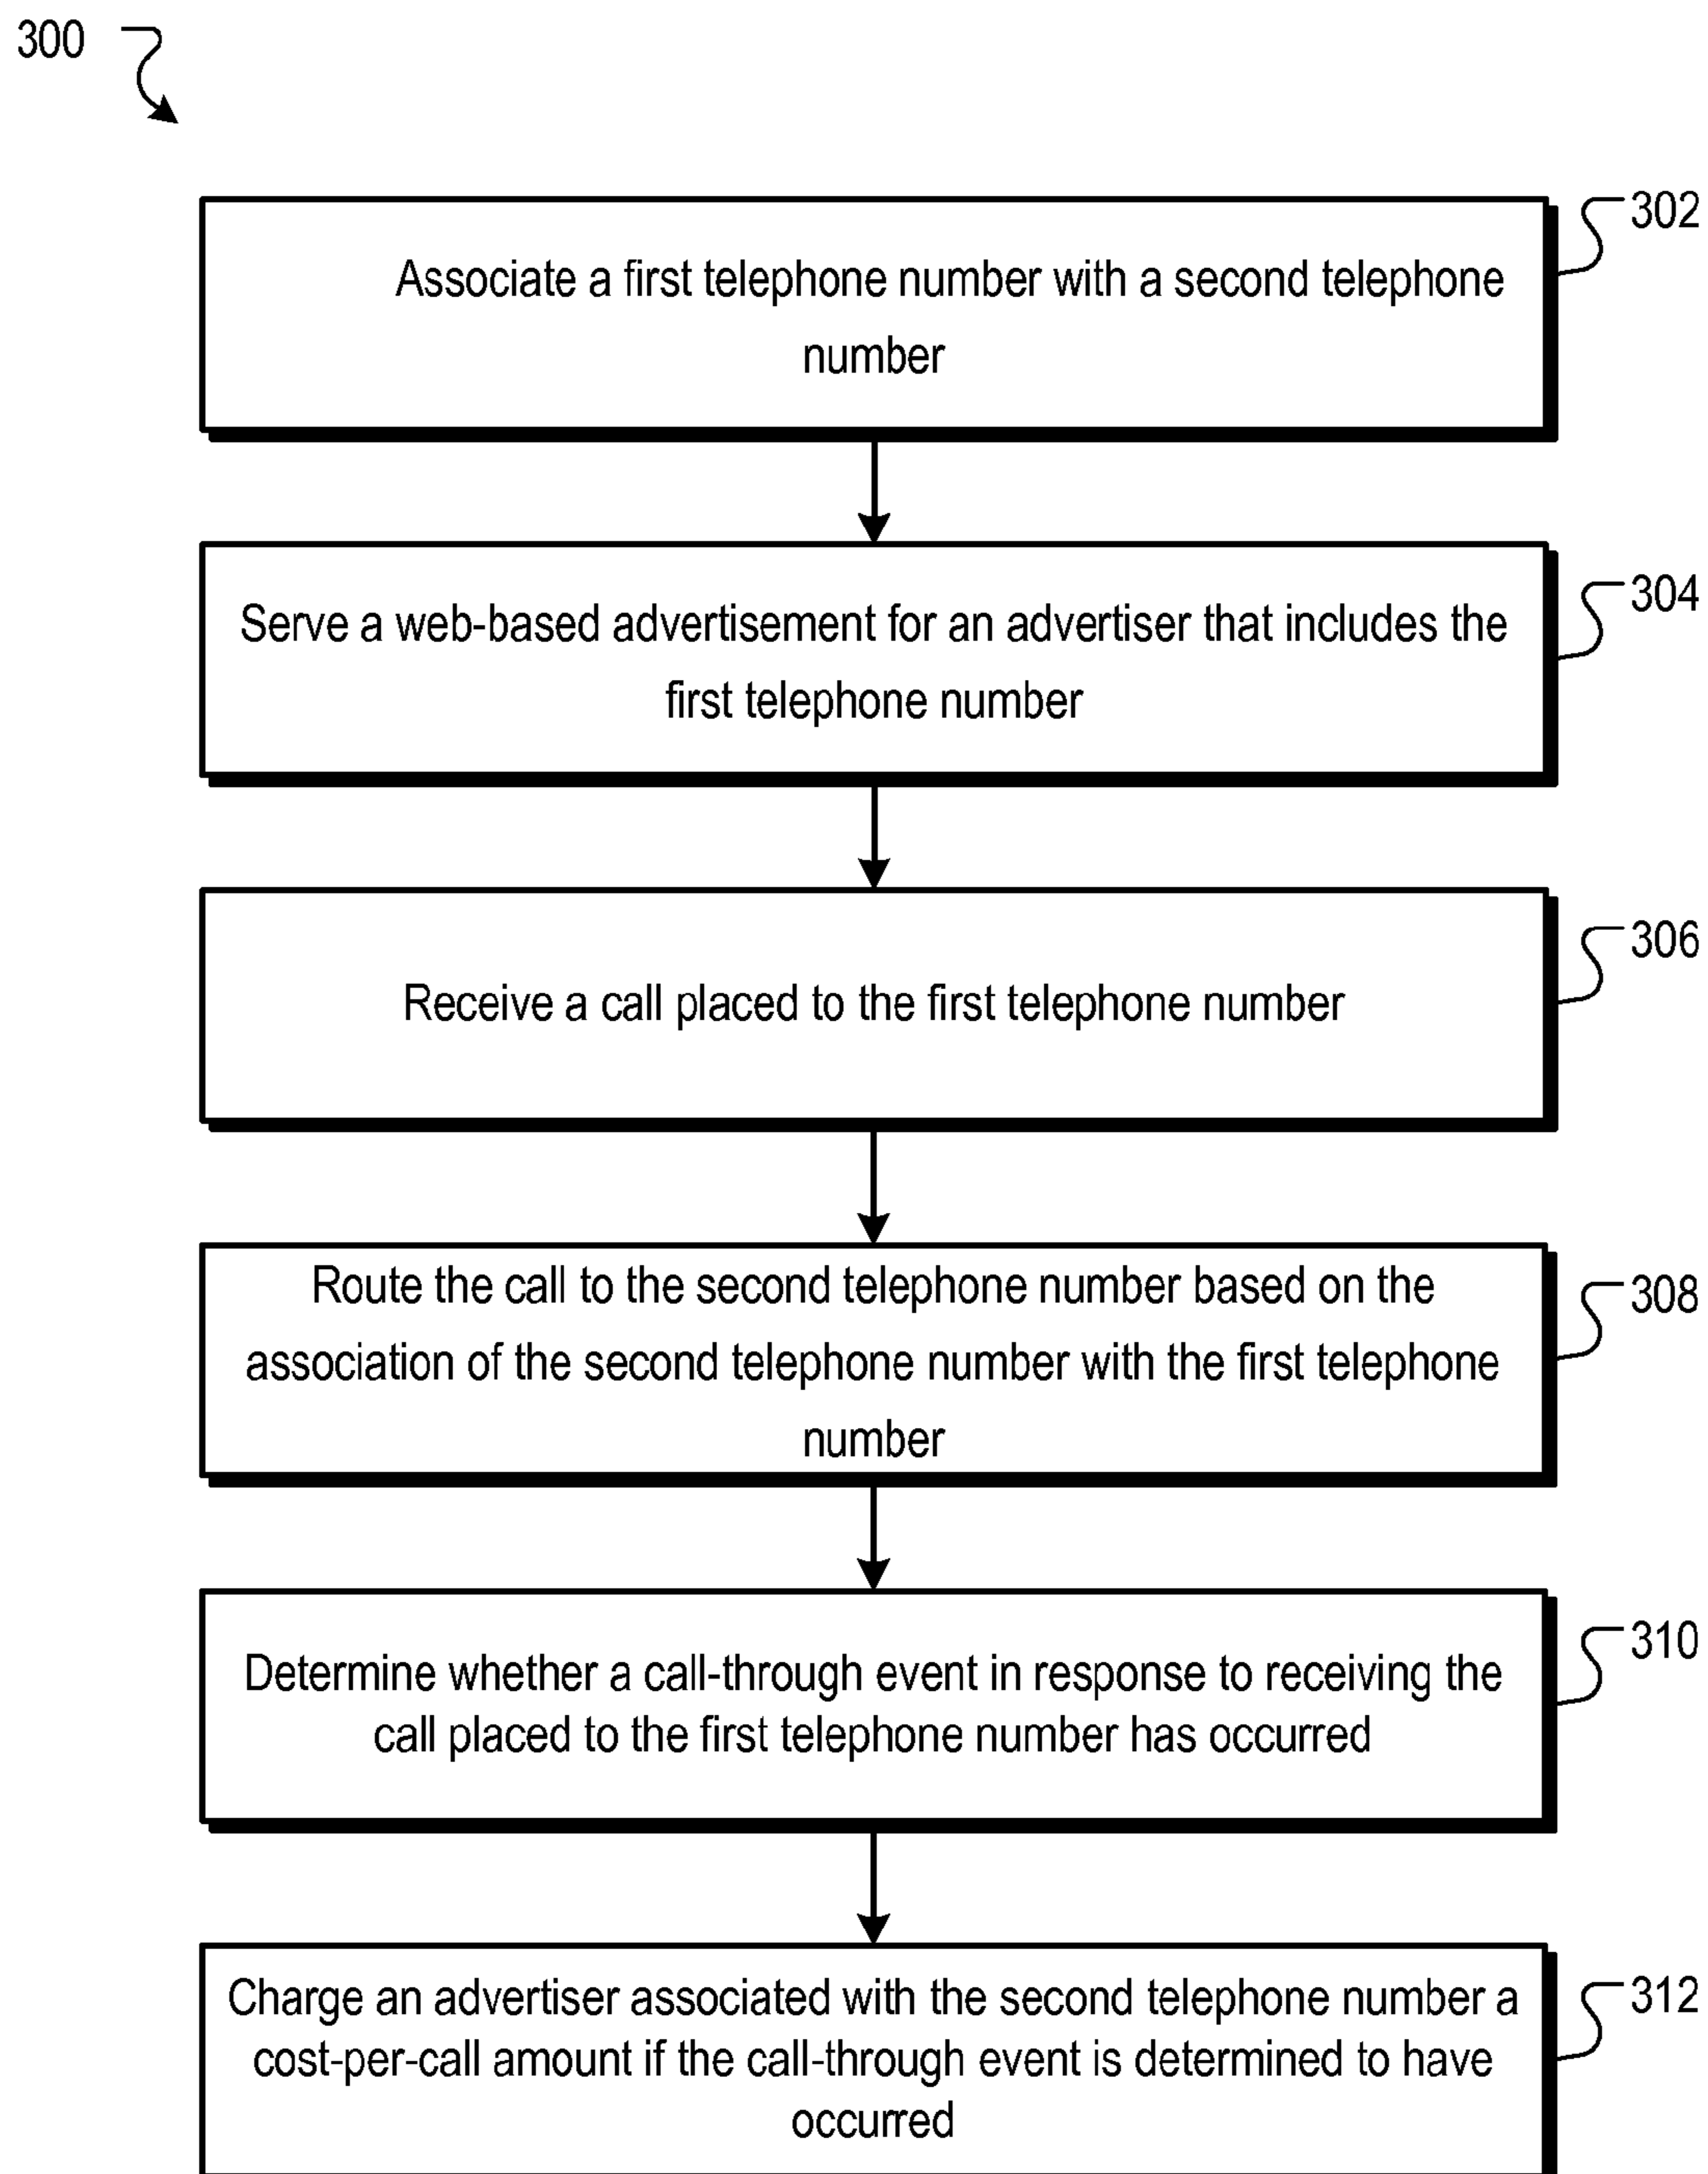 300
302
Associate a first telephone number with a second telephone
number
304
Serve a web-based advertisement for an advertiser that includes the
first telephone number
306
Receive a call placed to the first telephone number
308
Route the call to the second telephone number based on the
association of the second telephone number with the first telephone
number
310
Determine whether a call-through event in response to receiving the
call placed to the first telephone number has occurred
312
Charge an advertiser associated with the second telephone number a
cost-per-call amount if the call-through event is determined to have
occurred